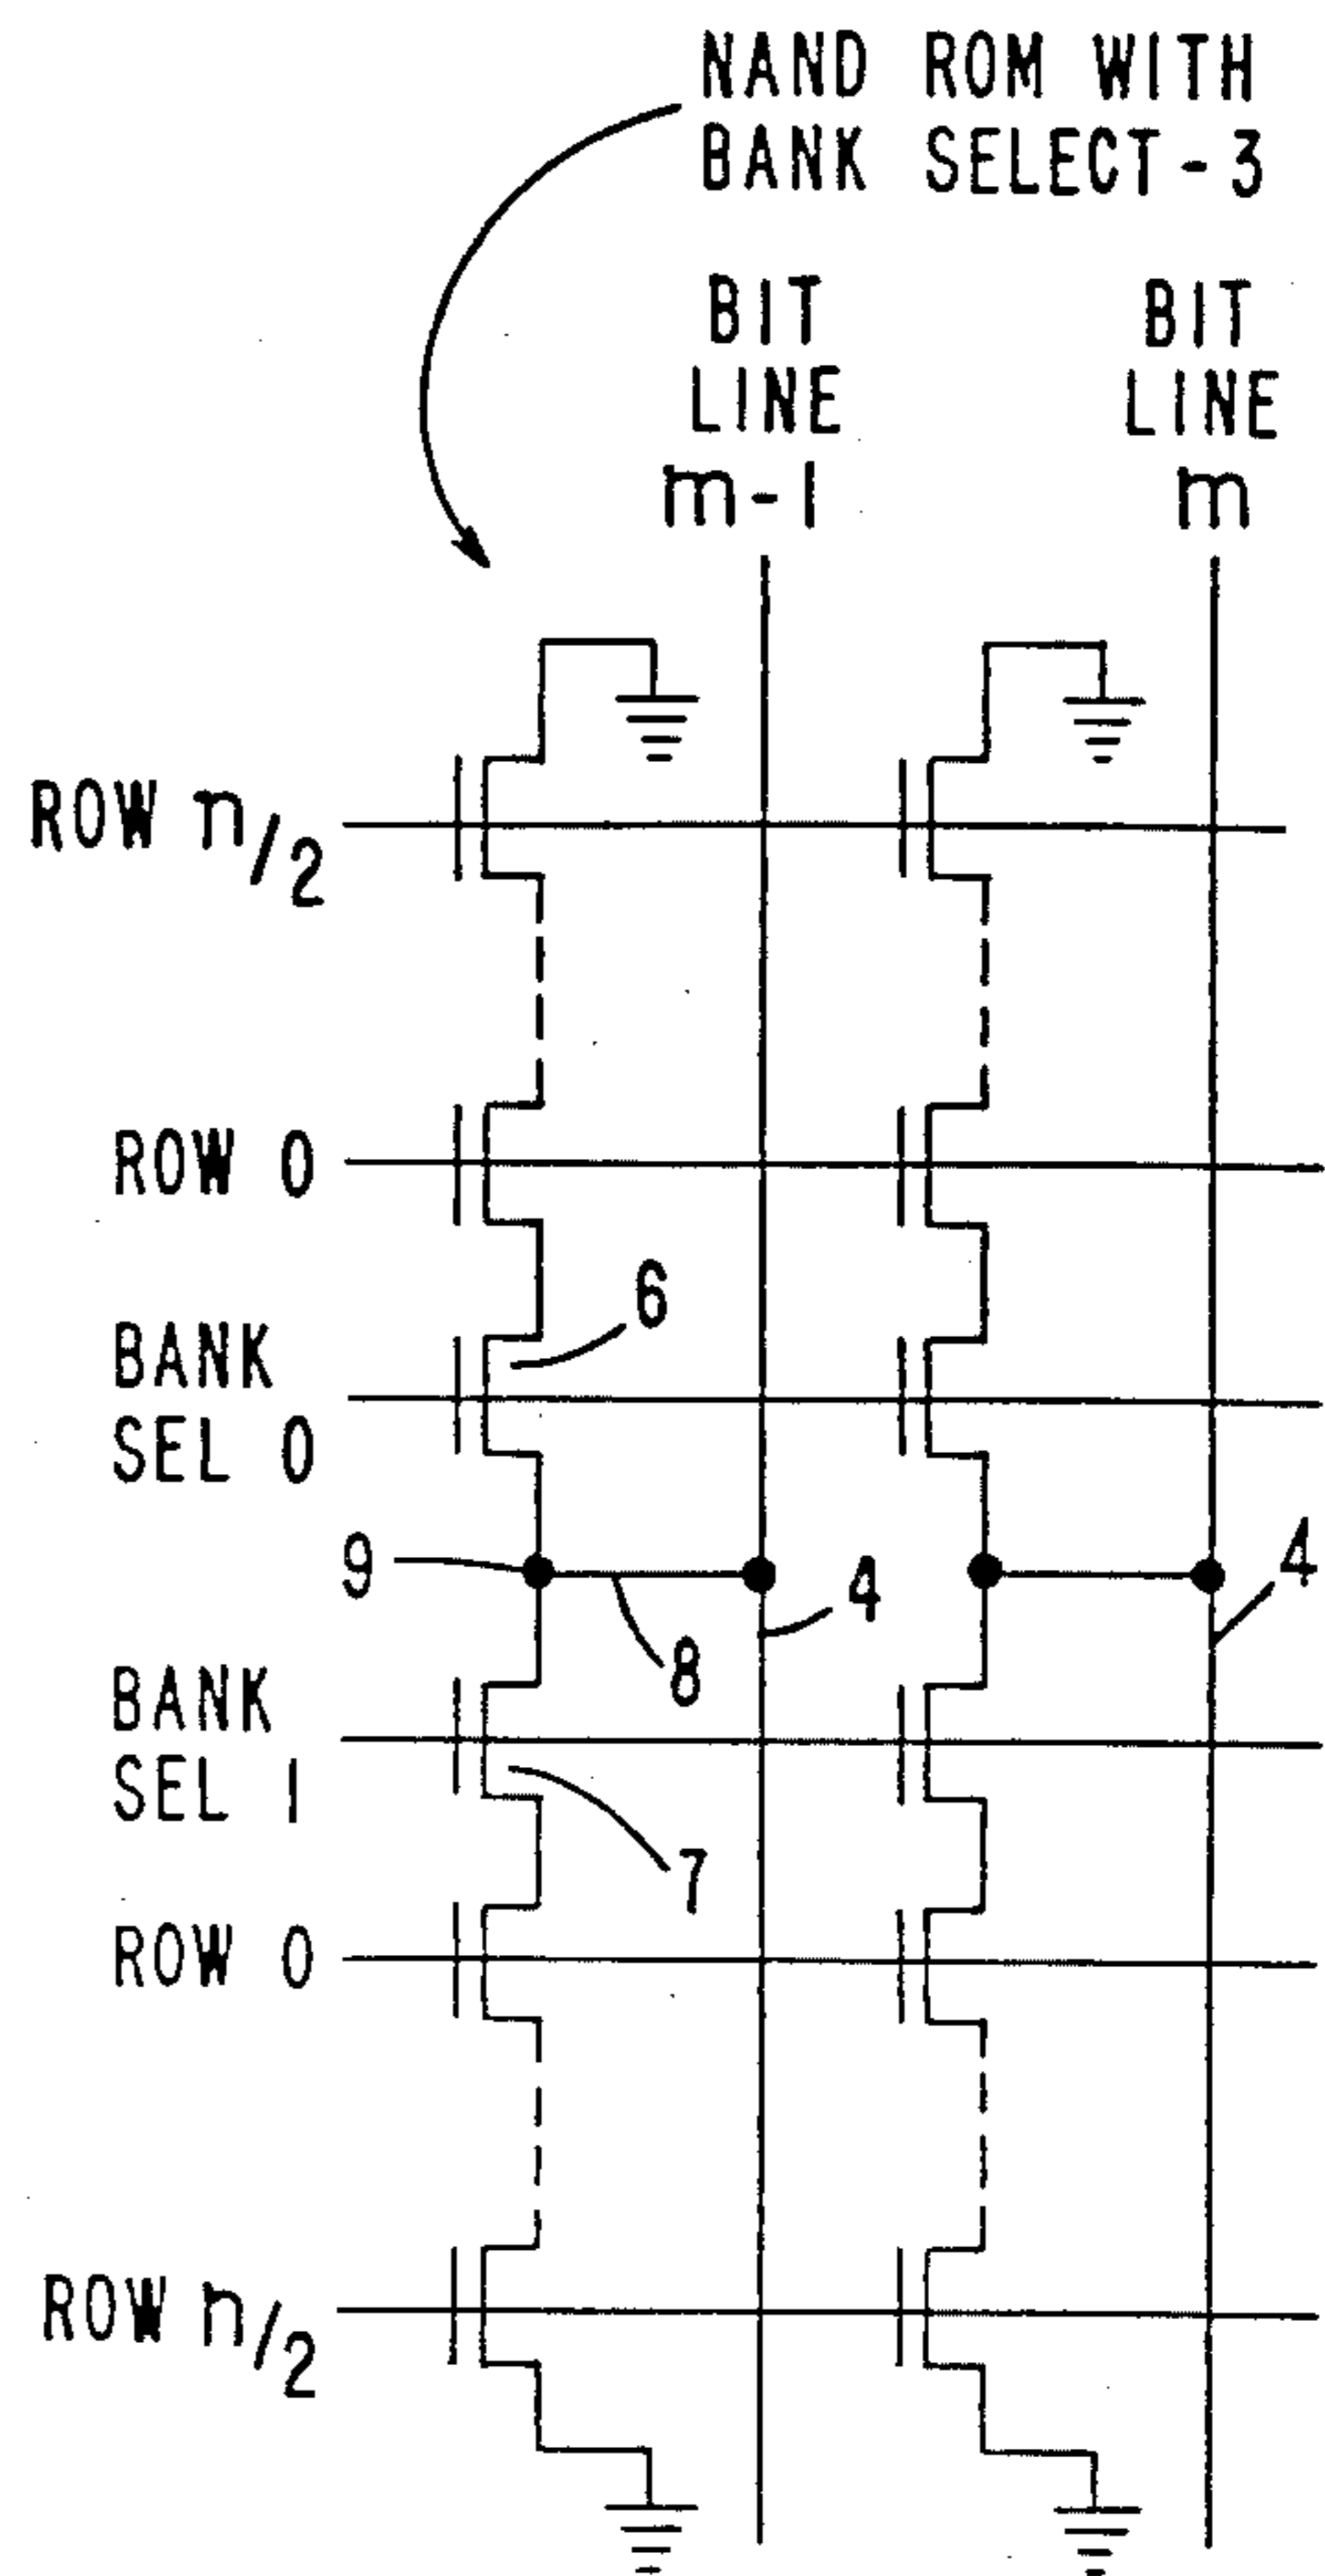 NAND ROM WITH
BANK SELECT-3
BIT
LINE
m-1
BIT
LINE
m
ROW n/2
ROW 0
6
BANK
SEL 0
9
4
4
8
BANK
SEL 1
7
ROW 0
ROW n/2